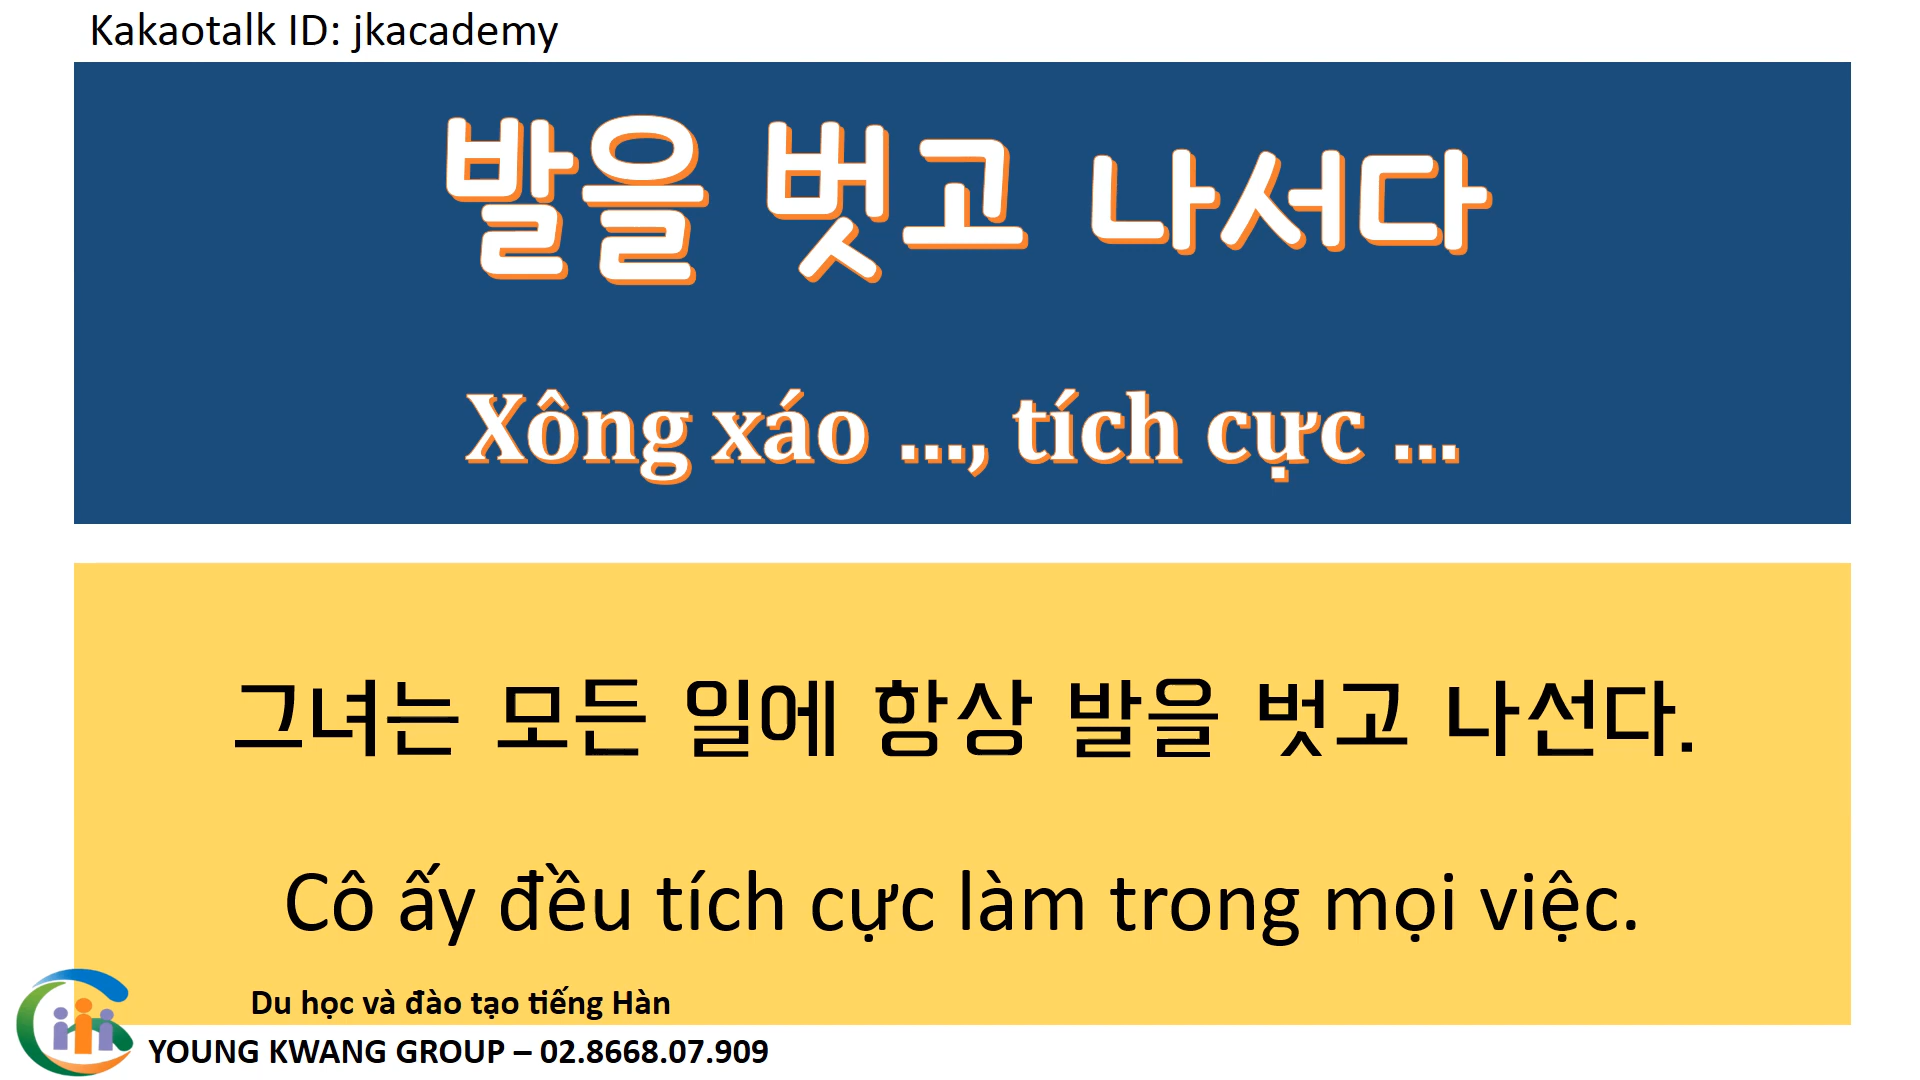 Kakaotalk ID: jkacademy
발을 벗고 나서다
Xông xáo ..., tích cực ...
그녀는 모든 일에 항상 발을 벗고 나선다.
Cô ấy đều tích cực làm trong mọi việc.
Du học và đào tạo tiếng Hàn
YOUNG KWANG GROUP – 02.8668.07.909